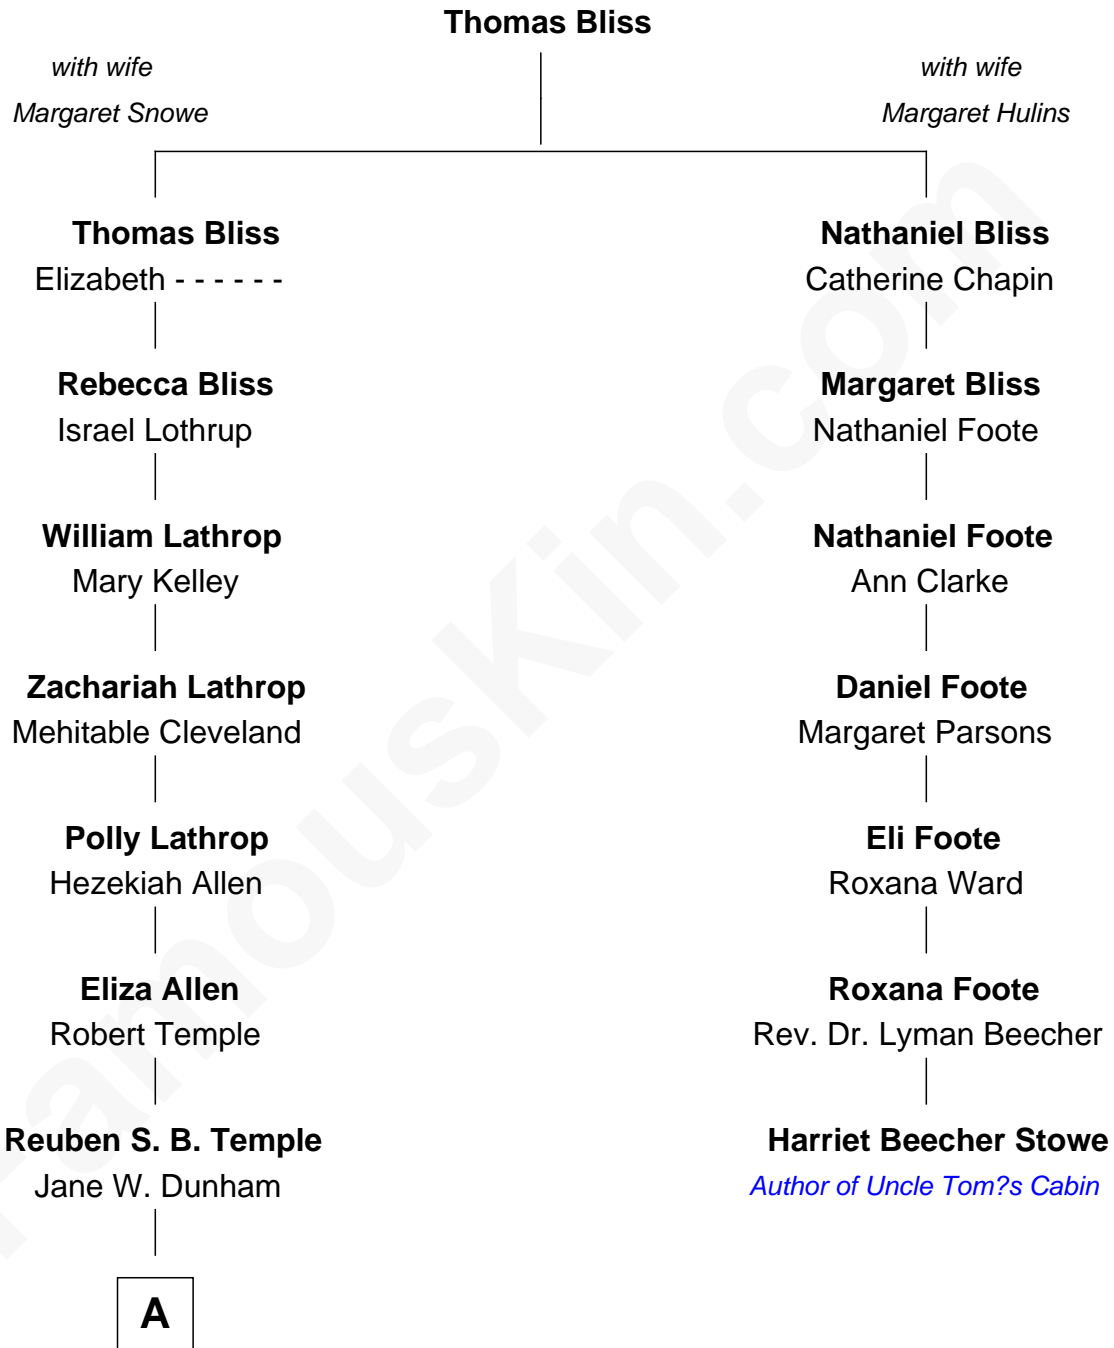 Thomas Bliss
with wife
Margaret Snowe
with wife
Margaret Hulins
Thomas Bliss
Elizabeth - - - - - -
Nathaniel Bliss
Catherine Chapin
Rebecca Bliss
Israel Lothrup
Margaret Bliss
Nathaniel Foote
William Lathrop
Mary Kelley
Nathaniel Foote
Ann Clarke
Zachariah Lathrop
Mehitable Cleveland
Daniel Foote
Margaret Parsons
Polly Lathrop
Hezekiah Allen
Eli Foote
Roxana Ward
Eliza Allen
Robert Temple
Roxana Foote
Rev. Dr. Lyman Beecher
Reuben S. B. Temple
Jane W. Dunham
Harriet Beecher Stowe
Author of Uncle Tom?s Cabin
A
FamousKin.com